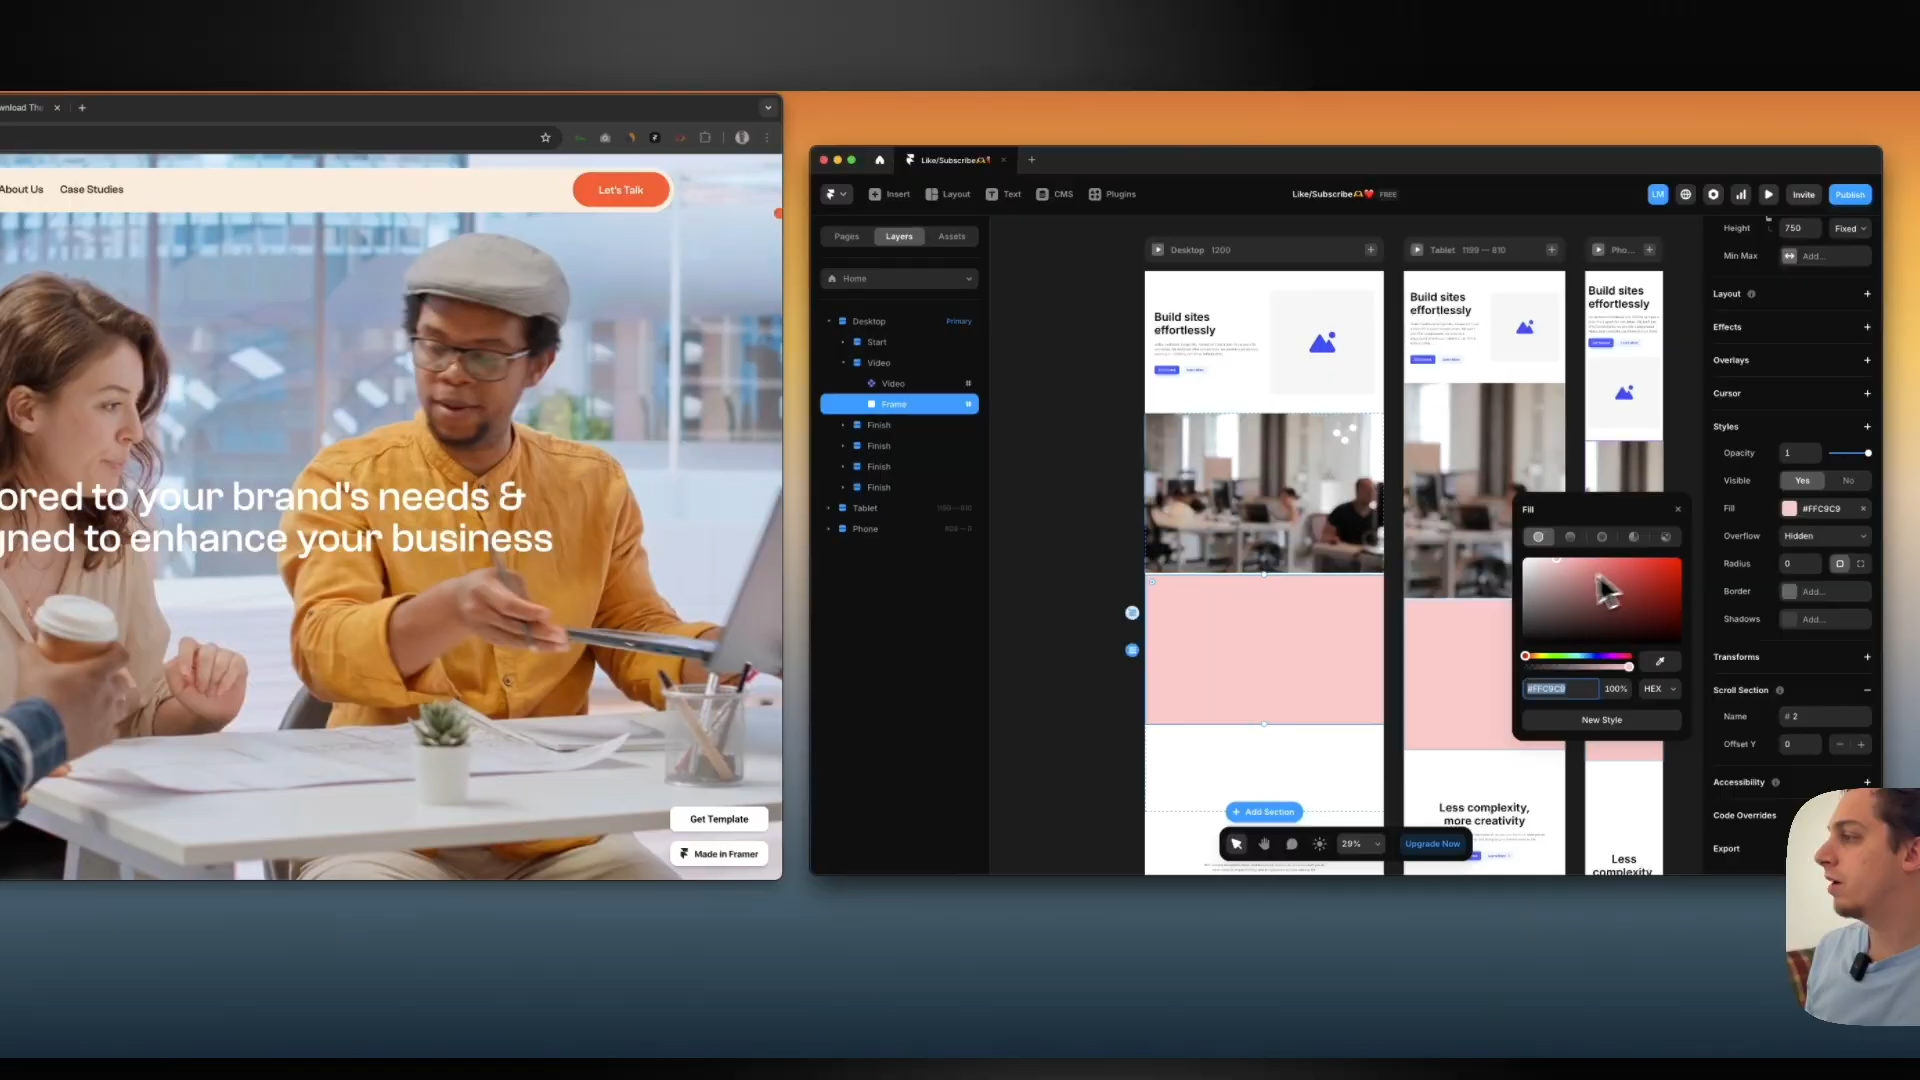 wnload The
About Us
Case Studies
Let's Talk
ored to your brand's needs &
gned to enhance your business
Get Template
Made in Framer
Like/Subscribe🫶❤️
Insert
Layout
Text
CMS
Plugins
Like/Subscribe🫶❤️
FREE
LM
Invite
Publish
Pages
Layers
Assets
Home
Desktop
Primary
Start
Video
Video
Frame
Finish
Finish
Finish
Finish
Tablet
Phone
Desktop 1200
Tablet 1199 — 810
Pho...
Build sites
effortlessly
Build sites
effortlessly
Build sites
effortlessly
Add Section
Less complexity,
more creativity
Less
complexity
29%
Upgrade Now
Height
750
Fixed
Min Max
Add...
Layout
Effects
Overlays
Cursor
Styles
Opacity
1
Visible
Yes
No
Fill
#FFC9C9
Overflow
Hidden
Radius
0
Border
Add...
Shadows
Add...
Transforms
Scroll Section
Name
# 2
Offset Y
0
Accessibility
Code Overrides
Export
Fill
#FFC9C9
100%
HEX
New Style